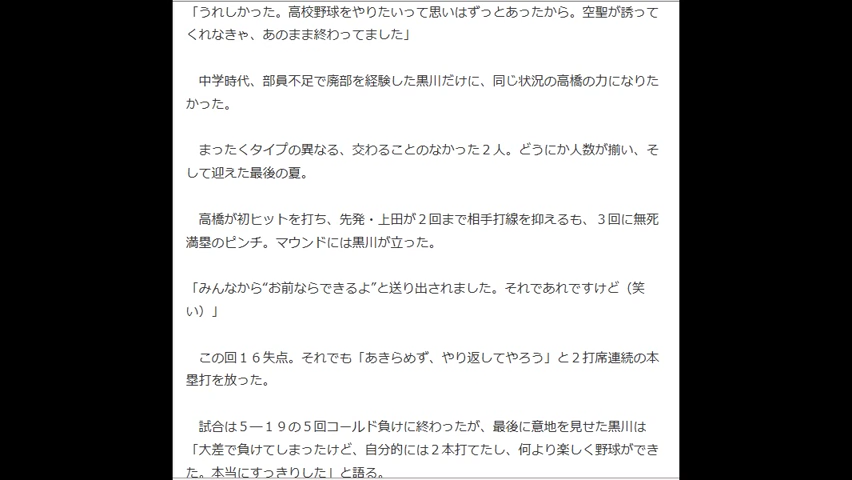 「うれしかった。高校野球をやりたいって思いはずっとあったから。空聖が誘って
くれなきゃ、あのまま終わってました」
中学時代、部員不足で廃部を経験した黒川だけに、同じ状況の高橋の力になりた
かった。
まったくタイプの異なる、交わることのなかった２人。どうにか人数が揃い、そ
して迎えた最後の夏。
高橋が初ヒットを打ち、先発・上田が２回まで相手打線を抑えるも、３回に無死
満塁のピンチ。マウンドには黒川が立った。
「みんなから“お前ならできるよ”と送り出されました。それであれですけど（笑
い）」
この回１６失点。それでも「あきらめず、やり返してやろう」と２打席連続の本
塁打を放った。
試合は５―１９の５回コールド負けに終わったが、最後に意地を見せた黒川は
「大差で負けてしまったけど、自分的には２本打てたし、何より楽しく野球ができ
た。本当にすっきりした」と語る。